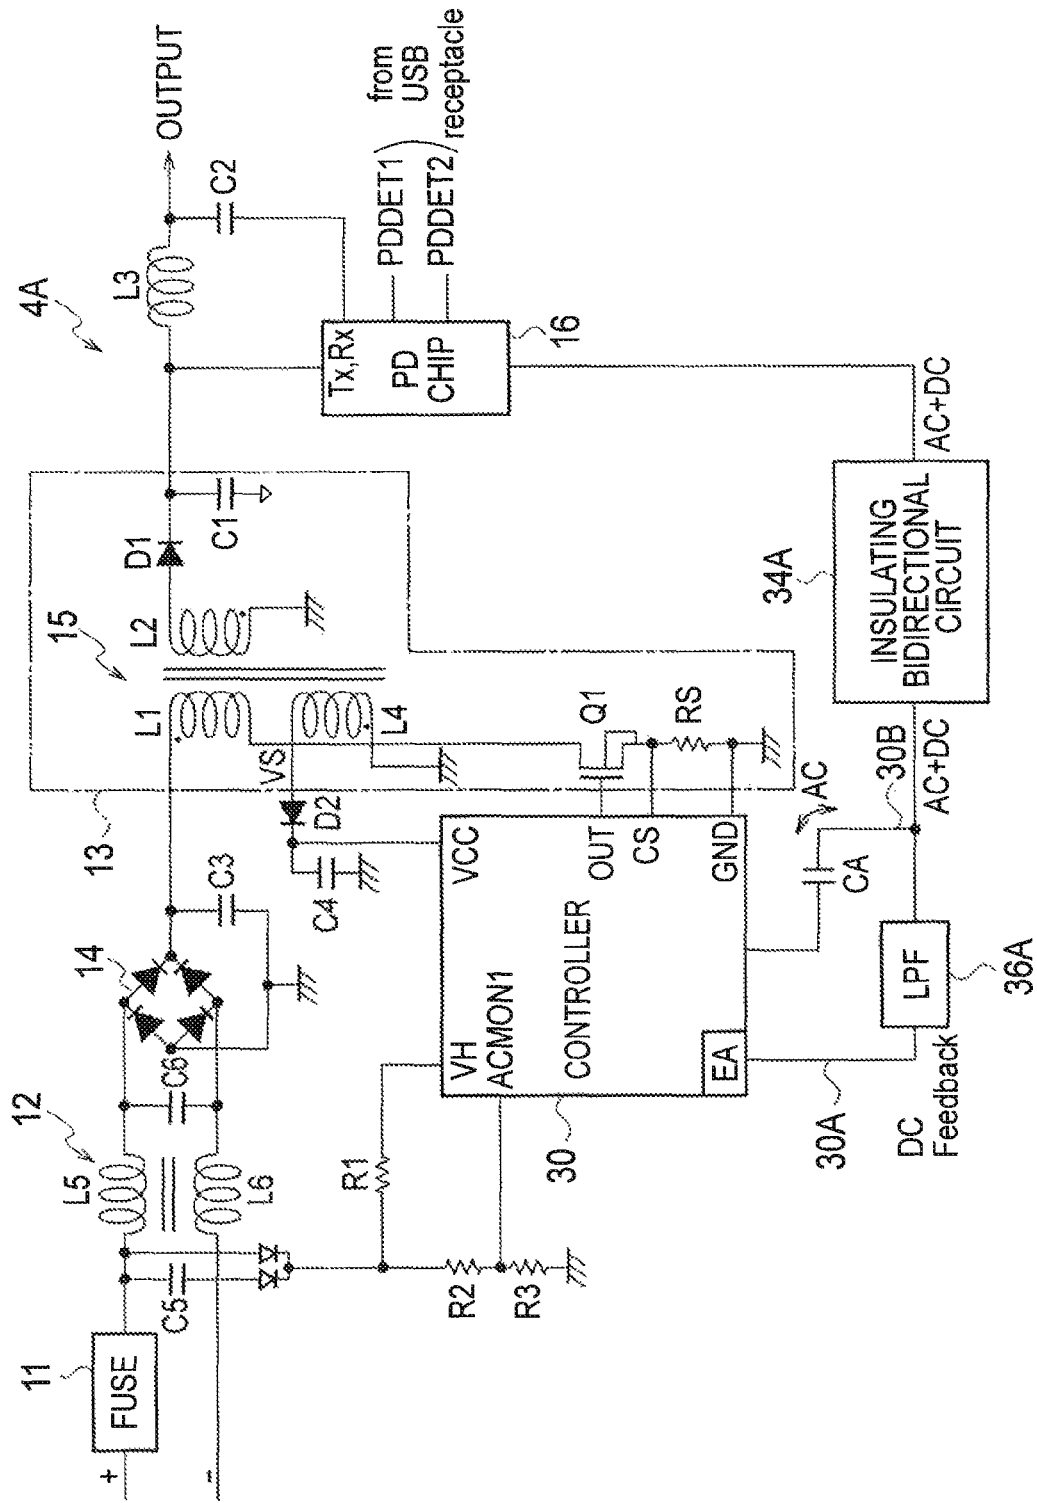 4A
OUTPUT
L3
C2
from
USB
receptacle
PDDET1
PDDET2
Tx,Rx
PD
CHIP
16
15
L2
D1
C1
L1
L4
VS
Q1
RS
13
D2
C4
C3
14
12
L5
L6
C6
C5
11
FUSE
+
-
R1
R2
R3
VH
ACMON1
VCC
OUT
CS
GND
CONTROLLER
EA
30
30A
DC
Feedback
LPF
36A
CA
AC
30B
AC+DC
34A
INSULATING
BIDIRECTIONAL
CIRCUIT
AC+DC